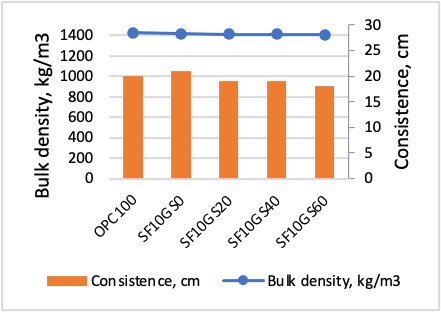 Bulk density, kg/m3
1400
1200
1000
800
600
400
200
0
30
25
20
15
10
5
0
Consistence, cm
OPC100
SF10GS0
SF10GS20
SF10GS40
SF10GS60
Consistence, cm
Bulk density, kg/m3